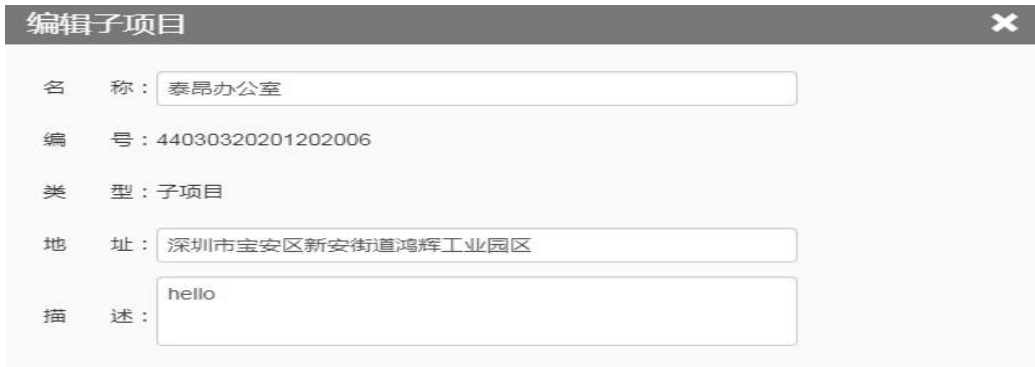 编辑子项目
名 称：泰昂办公室
编 号：44030320201202006
类 型：子项目
地 址：深圳市宝安区新安街道鸿辉工业园区
描 述：hello